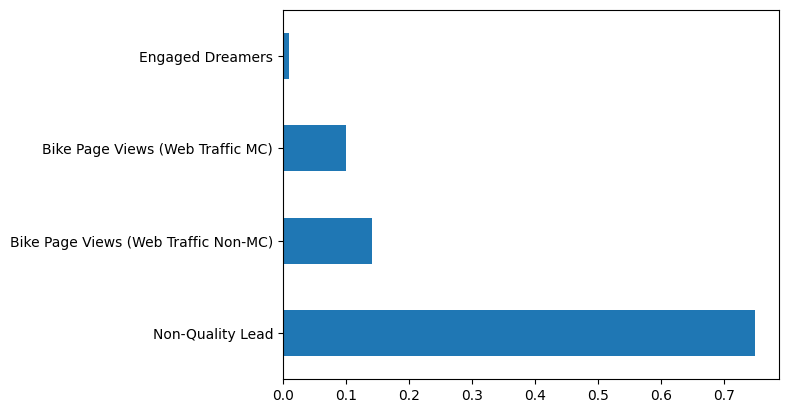 Engaged Dreamers
Bike Page Views (Web Traffic MC)
Bike Page Views (Web Traffic Non-MC)
Non-Quality Lead
0.0 0.1 0.2 0.3 0.4 0.5 0.6 0.7